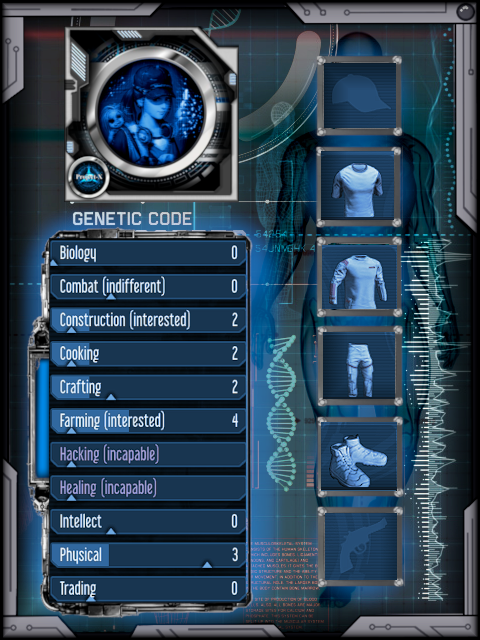 GENETIC CODE
Biology 0
Combat (indifferent) 0
Construction (interested) 2
Cooking 2
Crafting 2
Farming (interested) 4
Hacking (incapable)
Healing (incapable)
Intellect 0
Physical 3
Trading 0